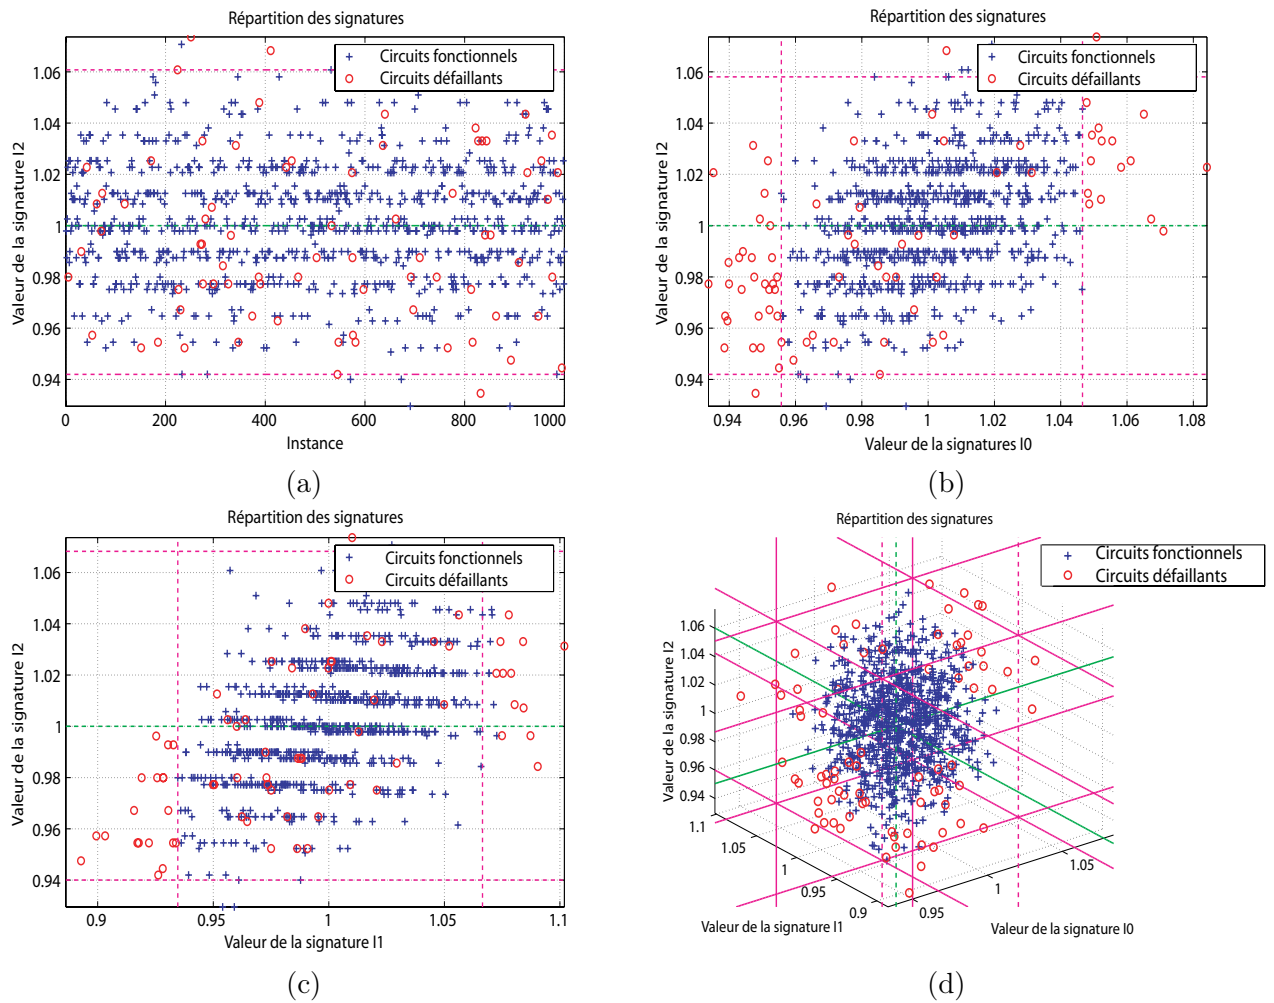 Répartition des signatures
Circuits fonctionnels
Circuits défaillants
Valeur de la signature I2
1.06
1.04
1.02
1
0.98
0.96
0.94
0
200
400
600
800
1000
Instance
(a)
Répartition des signatures
Circuits fonctionnels
Circuits défaillants
Valeur de la signature I2
1.06
1.04
1.02
1
0.98
0.96
0.94
0.94
0.96
0.98
1
1.02
1.04
1.06
1.08
Valeur de la signatures I0
(b)
Répartition des signatures
Circuits fonctionnels
Circuits défaillants
Valeur de la signature I2
1.06
1.04
1.02
1
0.98
0.96
0.94
0.9
0.95
1
1.05
1.1
Valeur de la signature I1
(c)
Répartition des signatures
Circuits fonctionnels
Circuits défaillants
Valeur de la signature I2
1.06
1.04
1.02
1
0.98
0.96
0.94
1.1
1.05
1
0.95
0.9
0.95
1
1.05
Valeur de la signature I1
Valeur de la signature I0
(d)